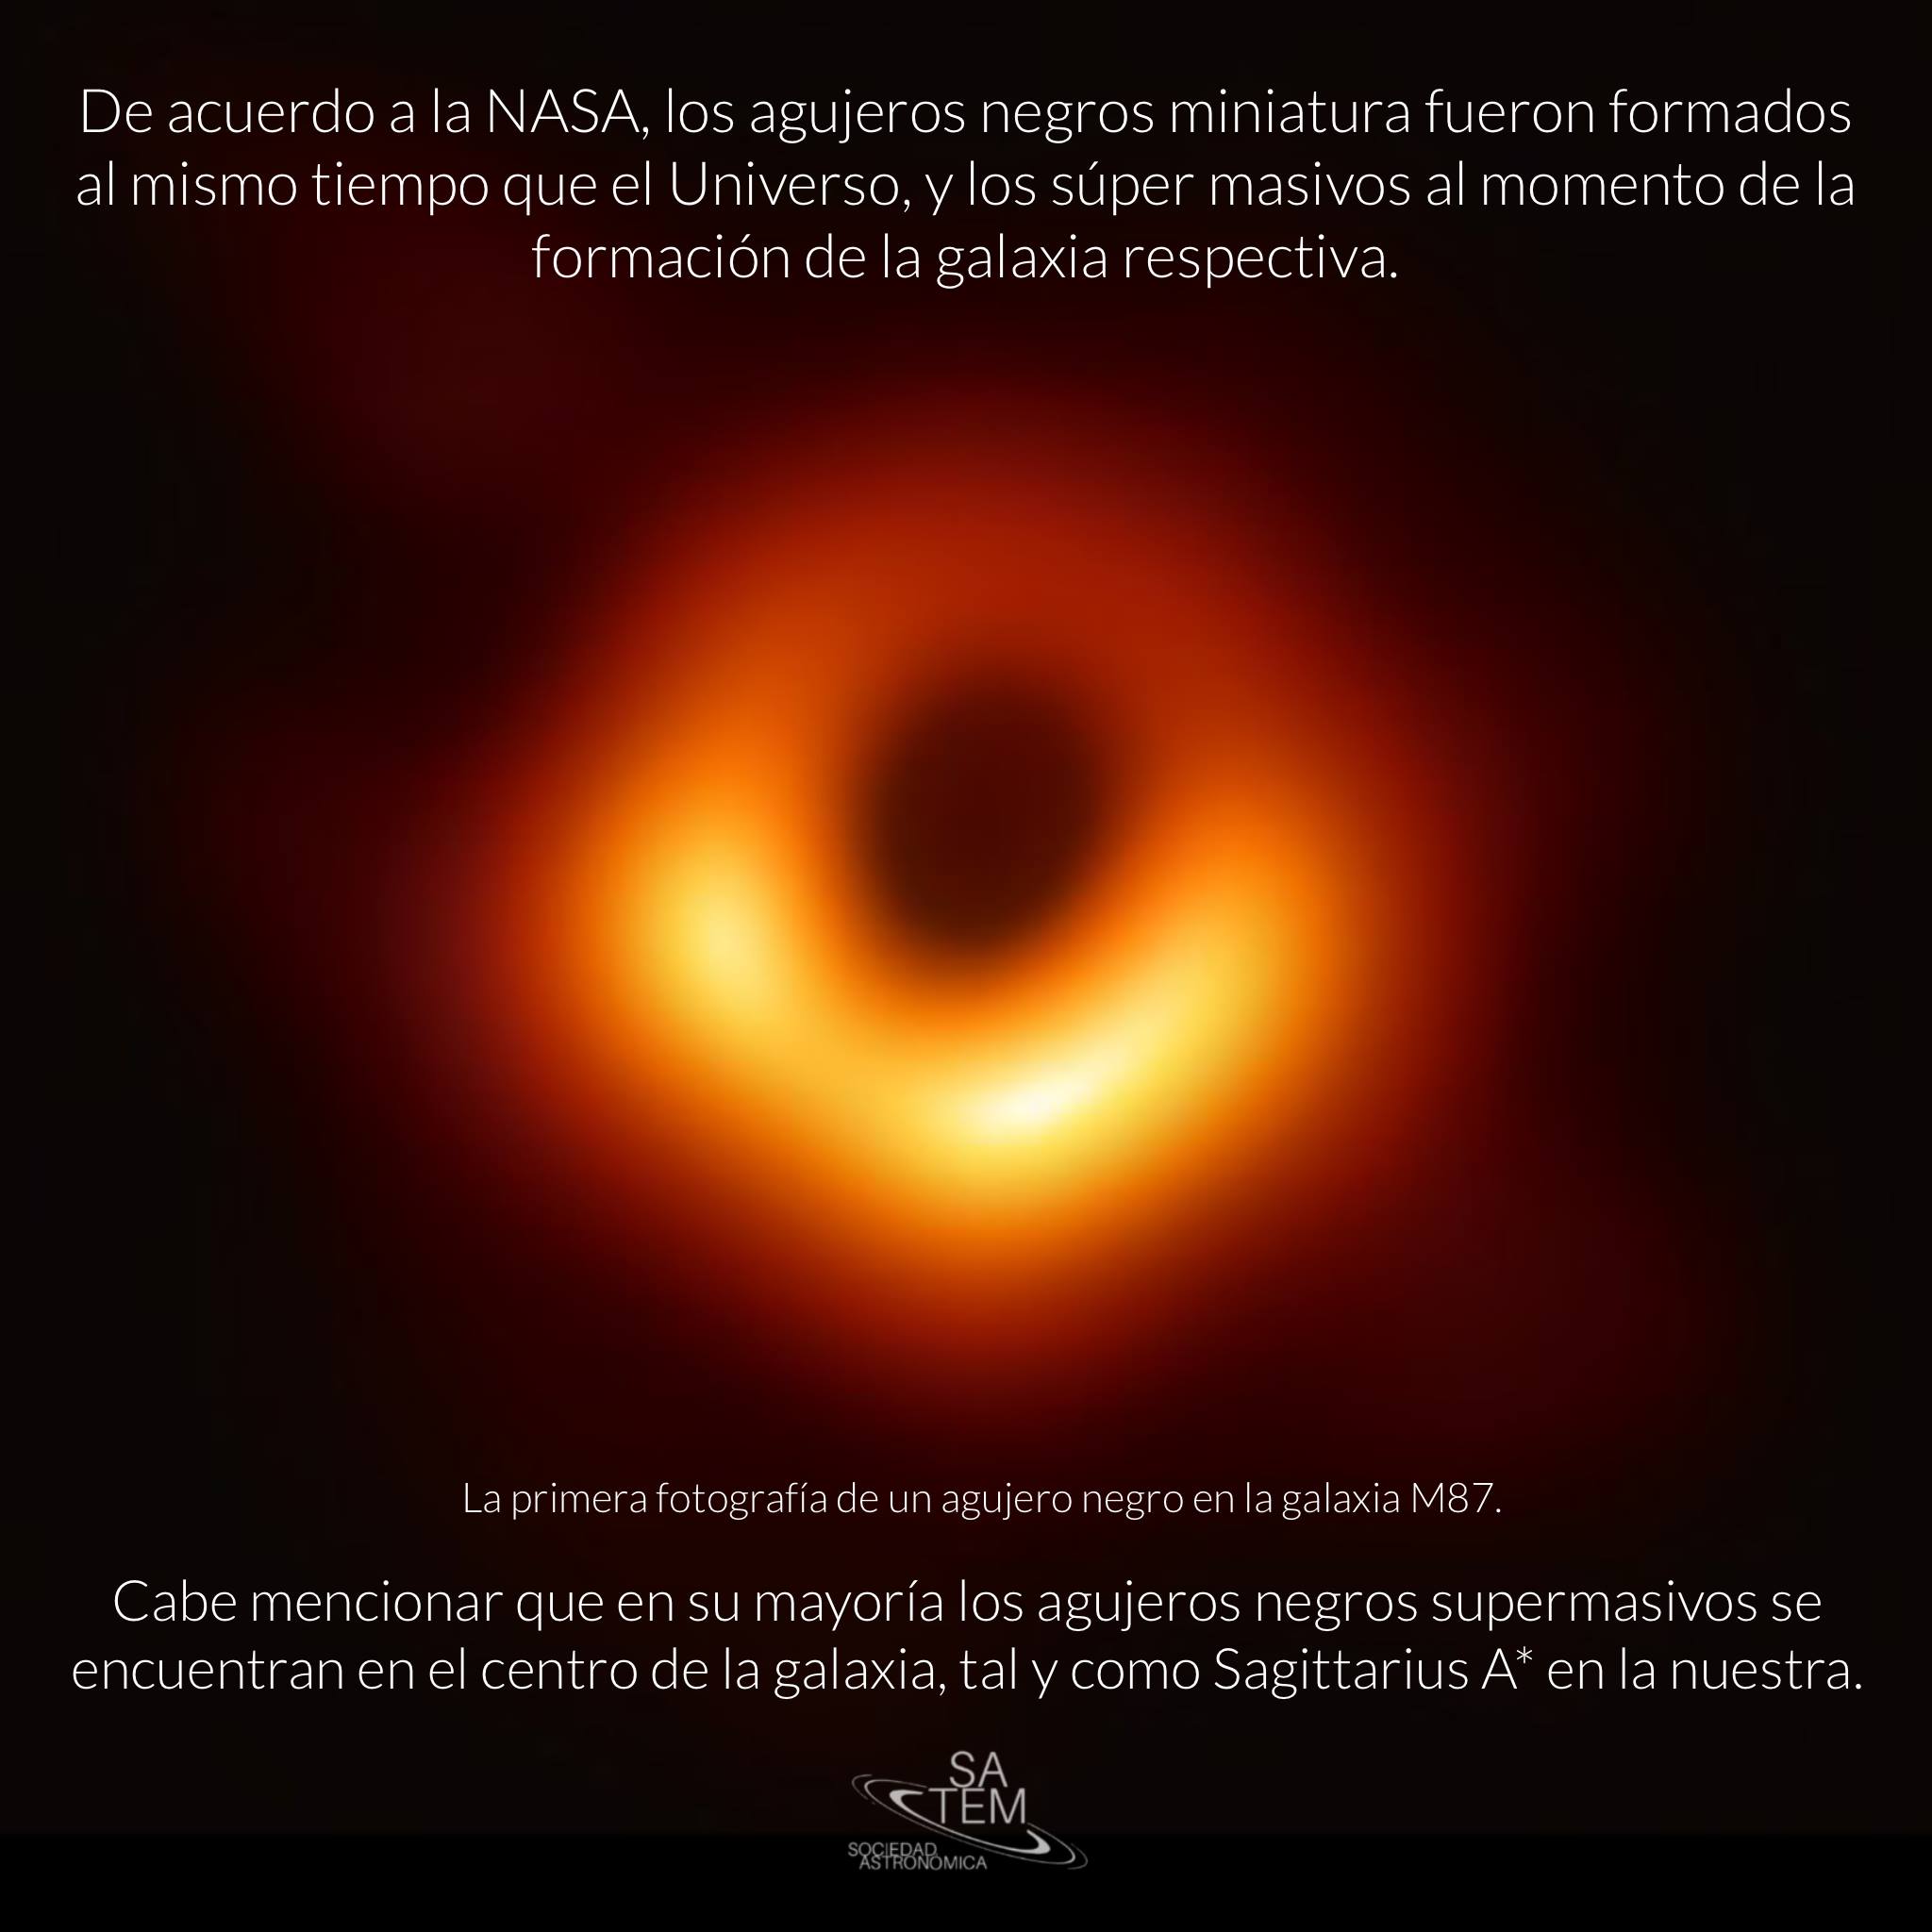 De acuerdo a la NASA, los agujeros negros miniatura fueron formados
al mismo tiempo que el Universo, y los súper masivos al momento de la
formación de la galaxia respectiva.
La primera fotografía de un agujero negro en la galaxia M87.
Cabe mencionar que en su mayoría los agujeros negros supermasivos se
encuentran en el centro de la galaxia, tal y como Sagittarius A* en la nuestra.
SA
TEM
SOCIEDAD
ASTRONOMICA